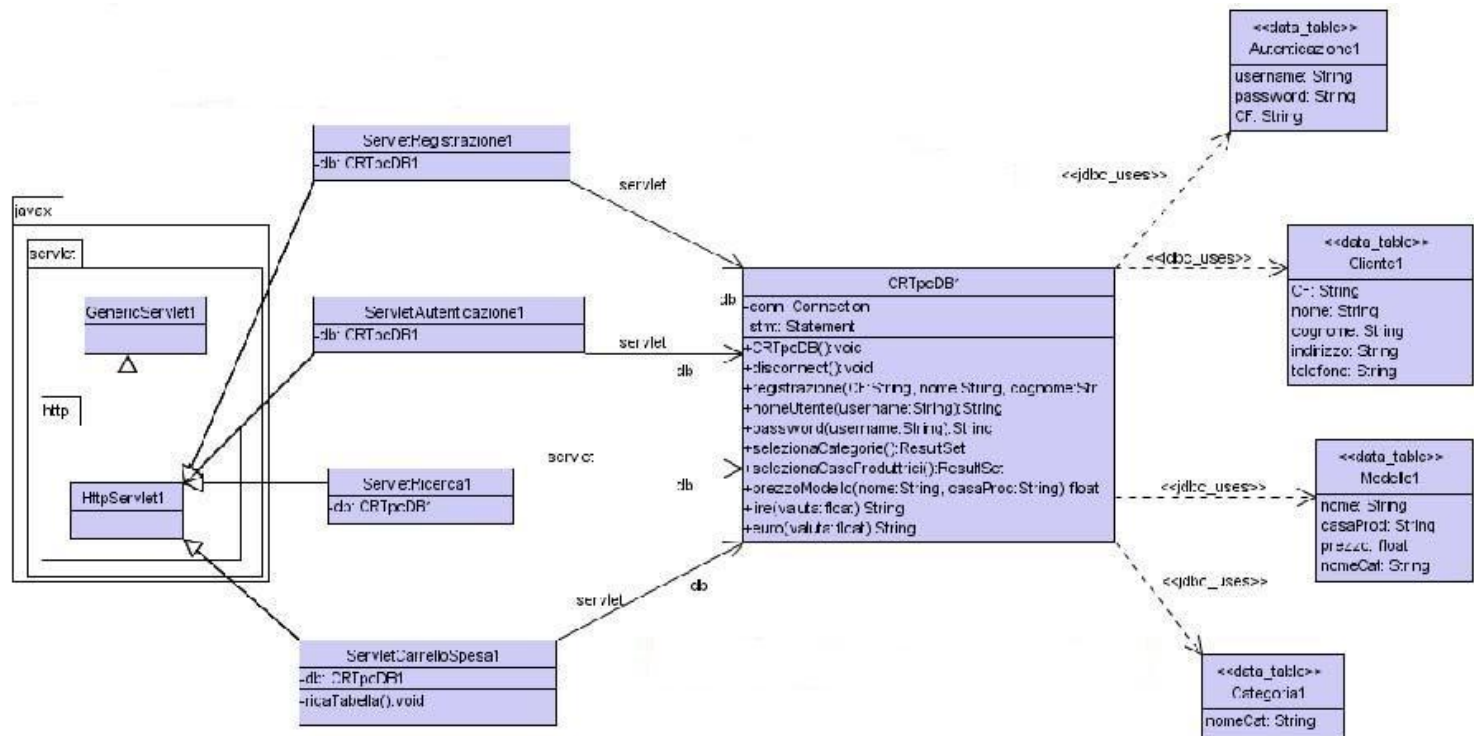 <<data_table>>
Autenticazione1
username: String
password: String
CF: String
<<jdbc_uses>>
ServletRegistrazione1
-db: CRTpcDB1
servlet
javax
servlet
GenericServlet1
http
HttpServlet1
ServletAutenticazione1
-db: CRTpcDB1
servlet
db
db
ServletRicerca1
-db: CRTpcDB1
servlet
db
ServletCarrelloSpesa1
-db: CRTpcDB1
-rigaTabella():void
servlet
db
CRTpcDB1
-conn: Connection
-stmt: Statement
+CRTpcDB():void
+disconnect():void
+registrazione(CF:String, nome:String, cognome:Str
+nomeUtente(username:String):String
+password(username:String):String
+selezionaCategorie():ResultSet
+selezionaCaseProduttrici():ResultSet
+prezzoModello(nome:String, casaProd:String):float
+lire(valuta:float):String
+euro(valuta:float):String
<<jdbc_uses>>
<<data_table>>
Cliente1
CF: String
nome: String
cognome: String
indirizzo: String
telefono: String
<<jdbc_uses>>
<<data_table>>
Modello1
nome: String
casaProd: String
prezzo: float
nomeCat: String
<<jdbc_uses>>
<<data_table>>
Categoria1
nomeCat: String